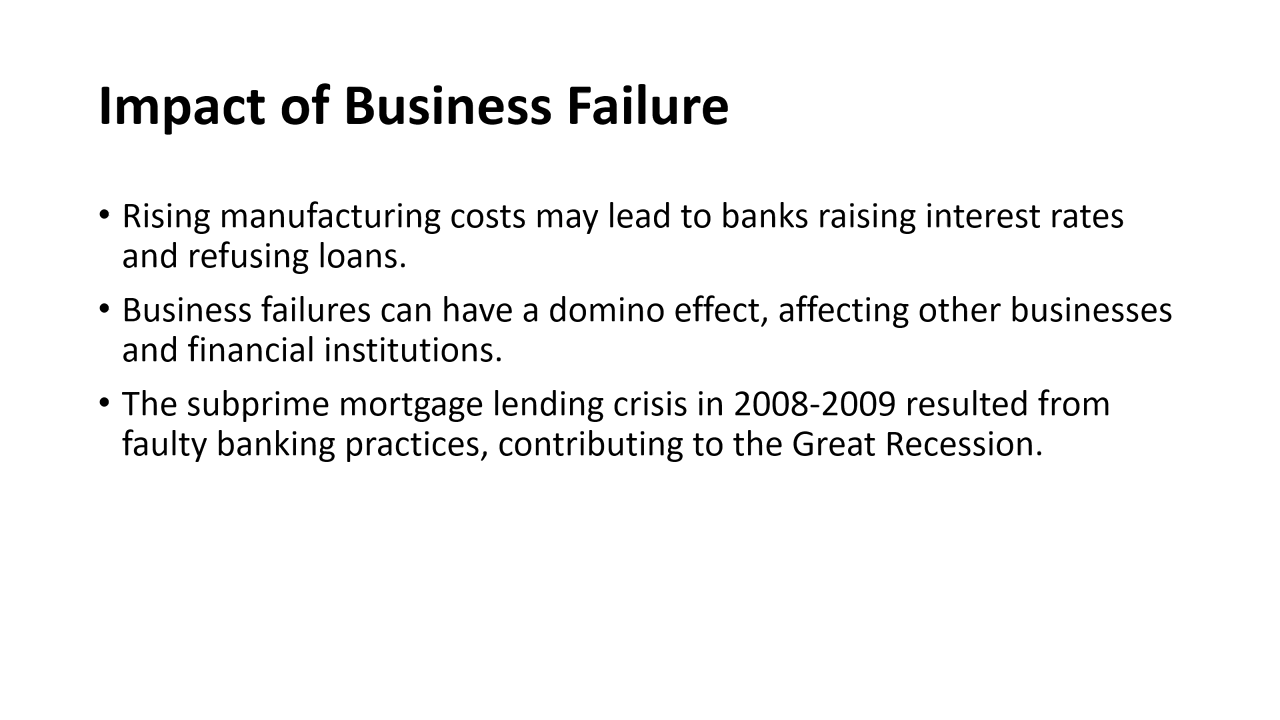 Impact of Business Failure
• Rising manufacturing costs may lead to banks raising interest rates
and refusing loans.
• Business failures can have a domino effect, affecting other businesses
and financial institutions.
• The subprime mortgage lending crisis in 2008-2009 resulted from
faulty banking practices, contributing to the Great Recession.